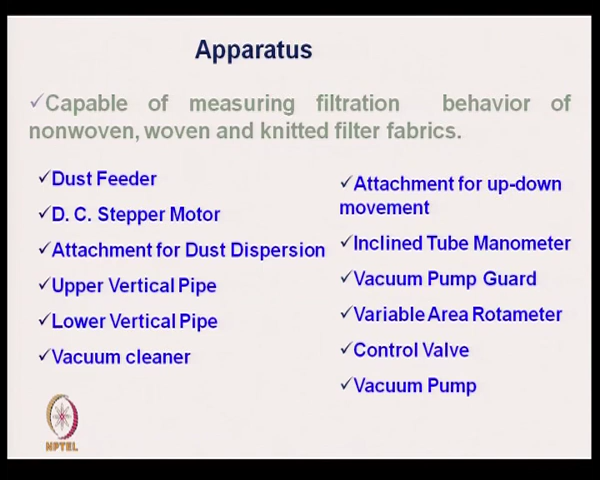 Apparatus
✓Capable of measuring filtration behavior of
nonwoven, woven and knitted filter fabrics.
✓Dust Feeder
✓D. C. Stepper Motor
✓Attachment for Dust Dispersion
✓Upper Vertical Pipe
✓Lower Vertical Pipe
✓Vacuum cleaner
✓Attachment for up-down
movement
✓Inclined Tube Manometer
✓Vacuum Pump Guard
✓Variable Area Rotameter
✓Control Valve
✓Vacuum Pump
NPTEL